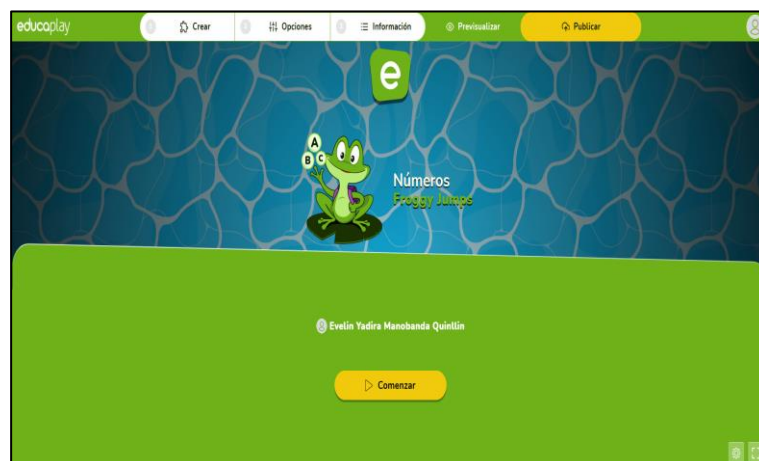 educaplay
Crear
Opciones
Información
Previsualizar
Publicar
e
A
B C
Números
Froggy Jumps
Evelin Yadira Manobanda Quinllin
Comenzar